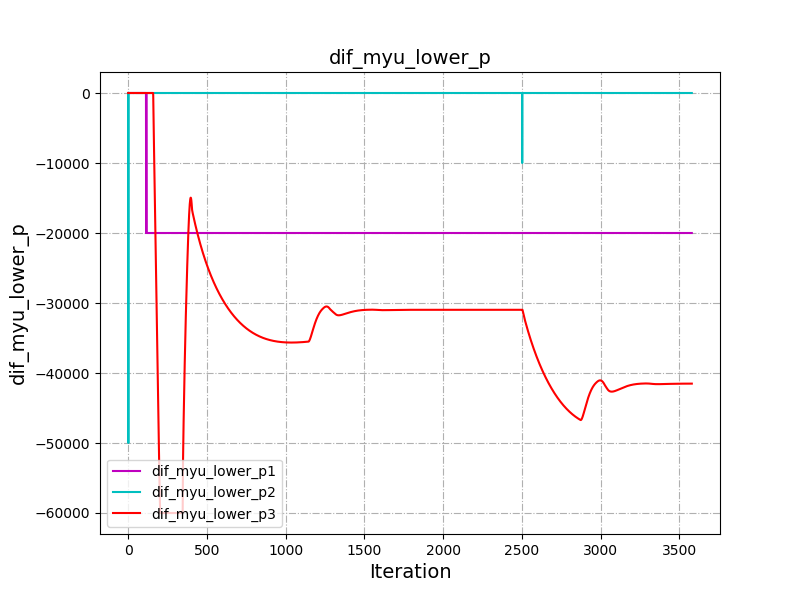 dif_myu_lower_p
dif_myu_lower_p
0
−10000
−20000
−30000
−40000
−50000
−60000
dif_myu_lower_p1
dif_myu_lower_p2
dif_myu_lower_p3
0 500 1000 1500 2000 2500 3000 3500
Iteration